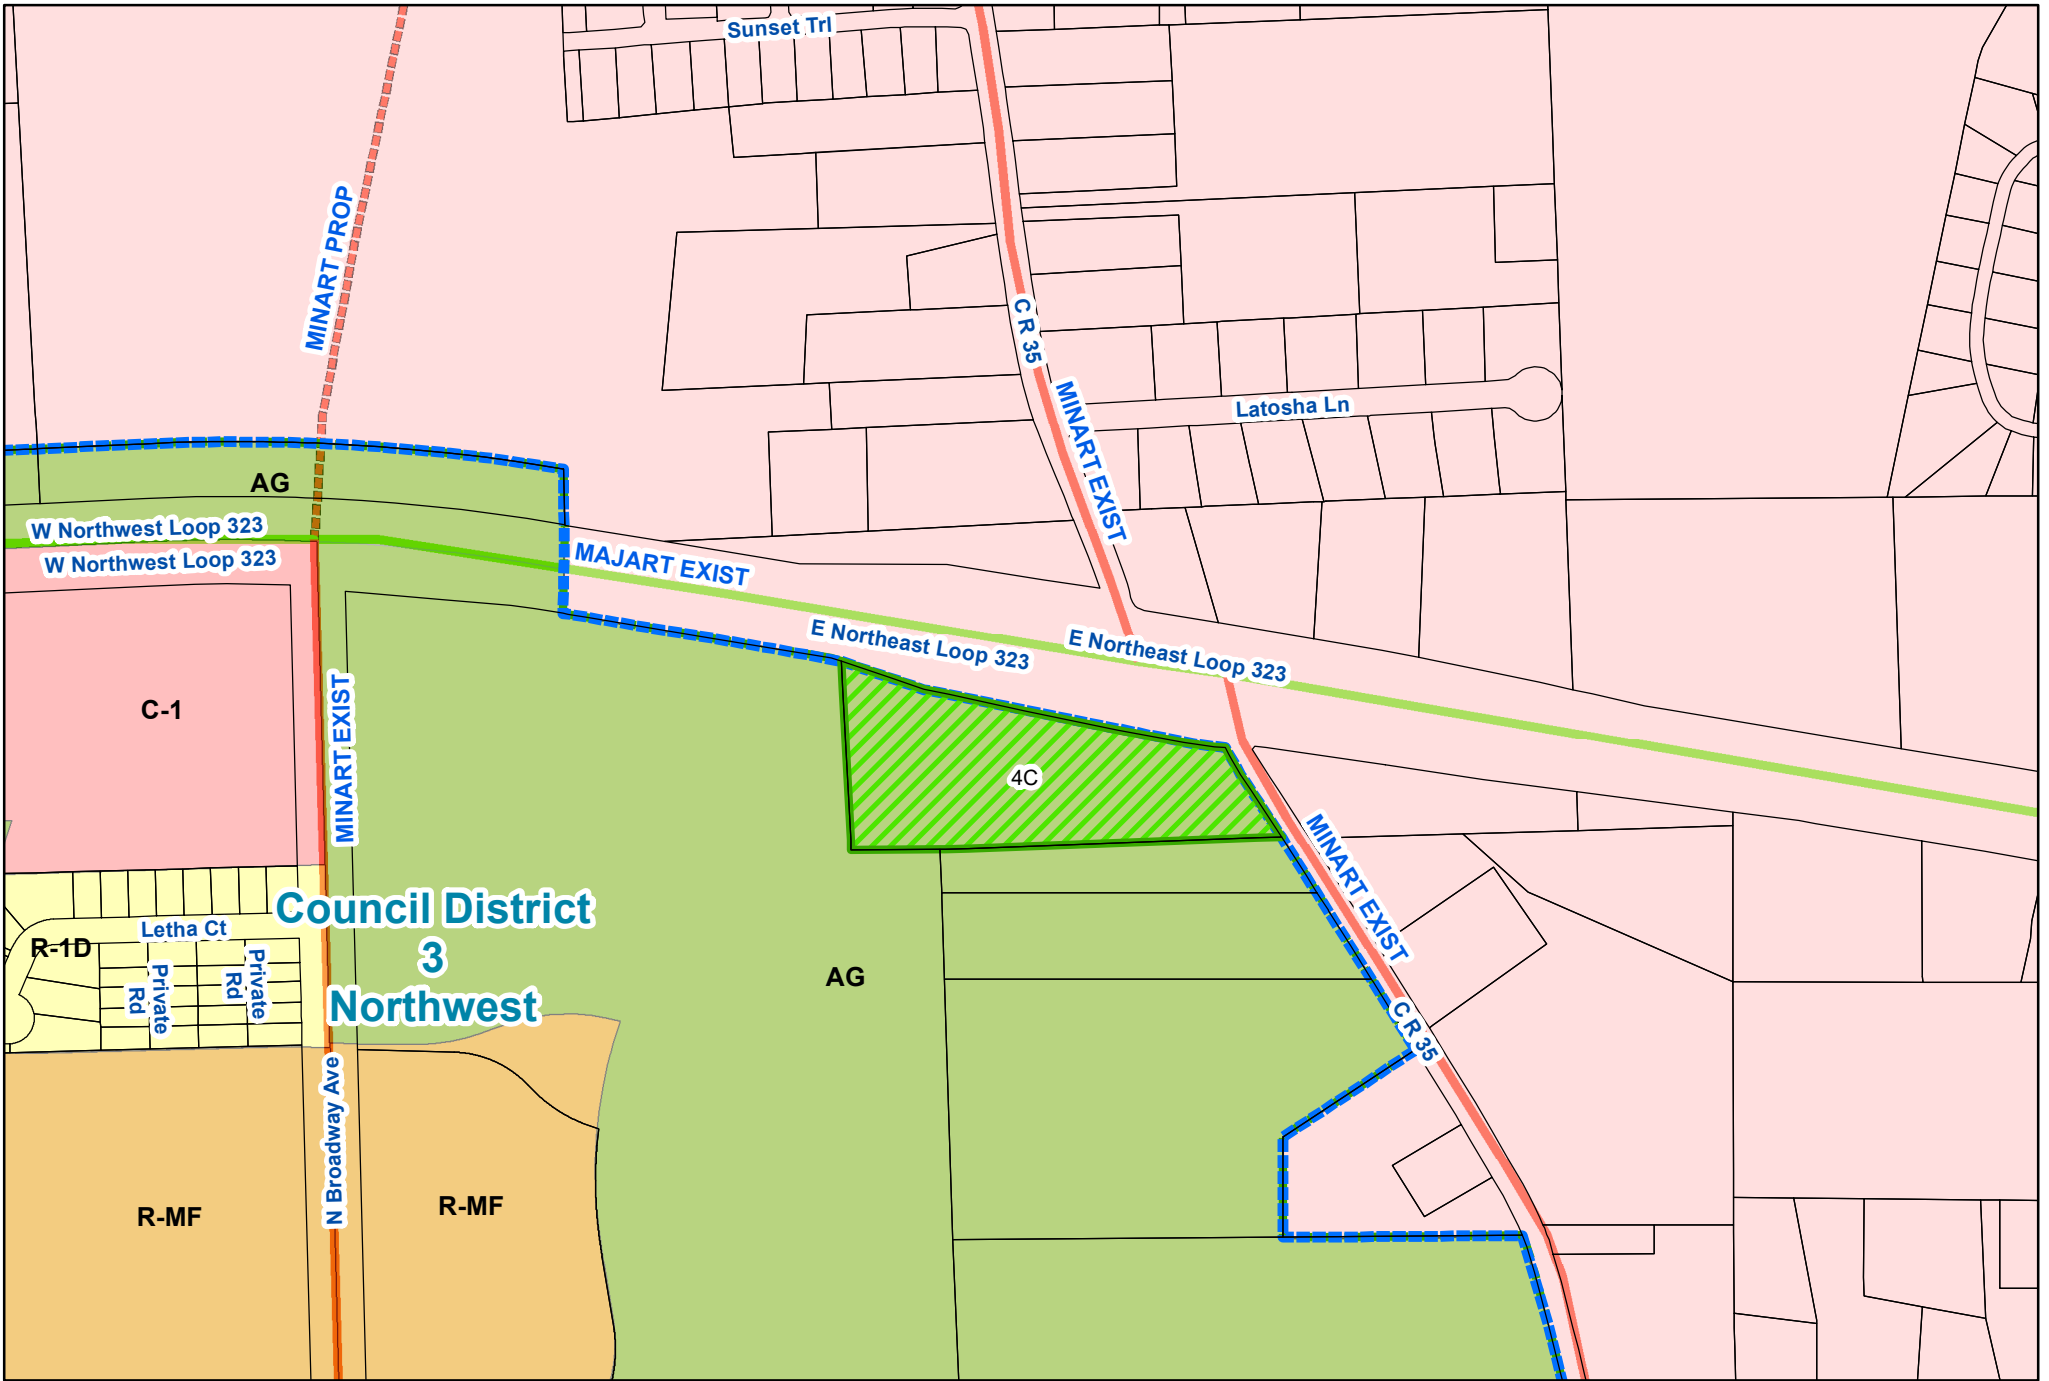 Sunset Trl
MINART PROP
C R 35
MINART EXIST
Latosha Ln
AG
W Northwest Loop 323
W Northwest Loop 323
MAJART EXIST
E Northeast Loop 323
E Northeast Loop 323
C-1
MINART EXIST
4C
MINART EXIST
Council District
3
Northwest
Letha Ct
R-1D
Private
Rd
Private
Rd
AG
C R 35
N Broadway Ave
R-MF
R-MF